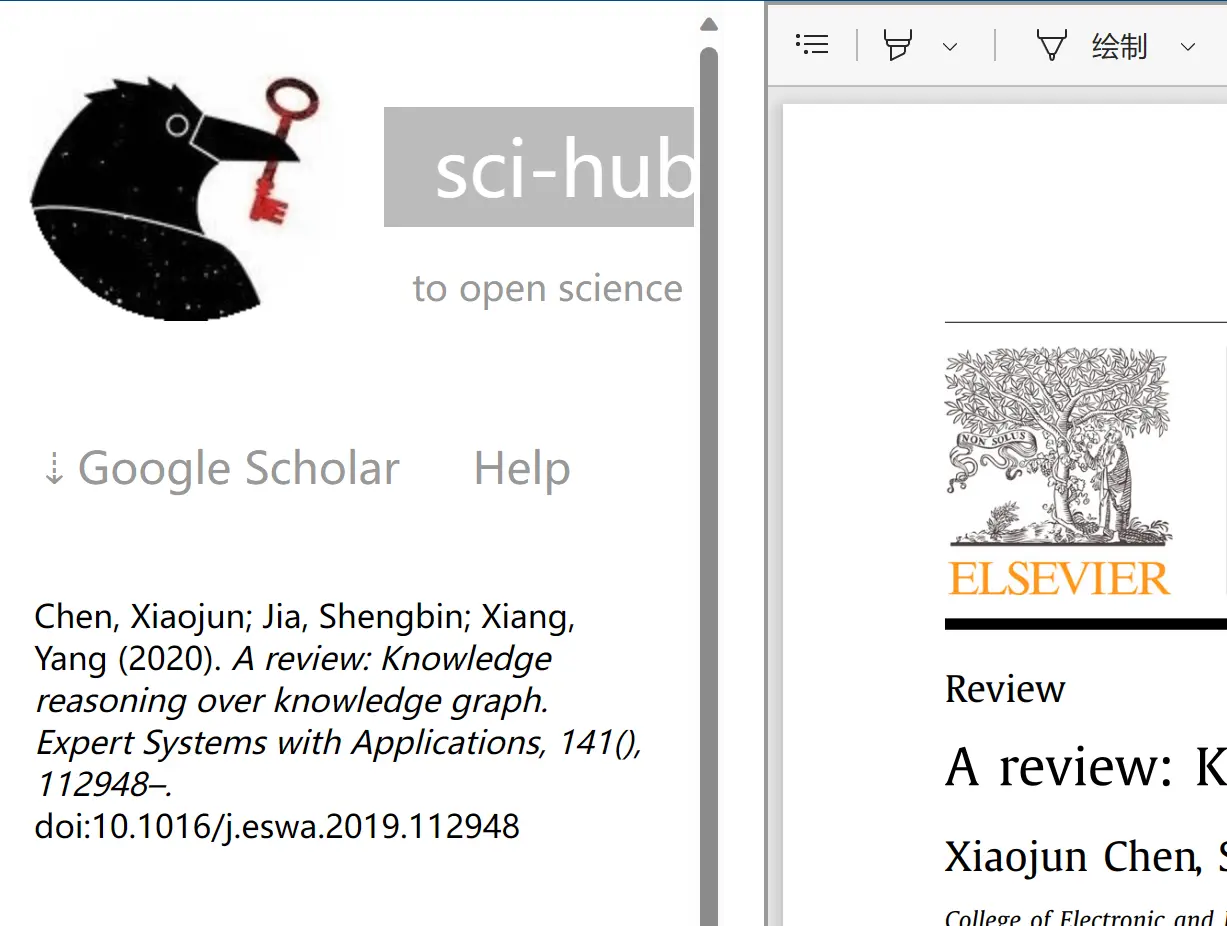 sci-hub
to open science
⇣ Google Scholar Help
Chen, Xiaojun; Jia, Shengbin; Xiang,
Yang (2020). A review: Knowledge
reasoning over knowledge graph.
Expert Systems with Applications, 141(),
112948–.
doi:10.1016/j.eswa.2019.112948
绘制
NON SOLUS
ELSEVIER
Review
A review: K
Xiaojun Chen, S
College of Electronic and